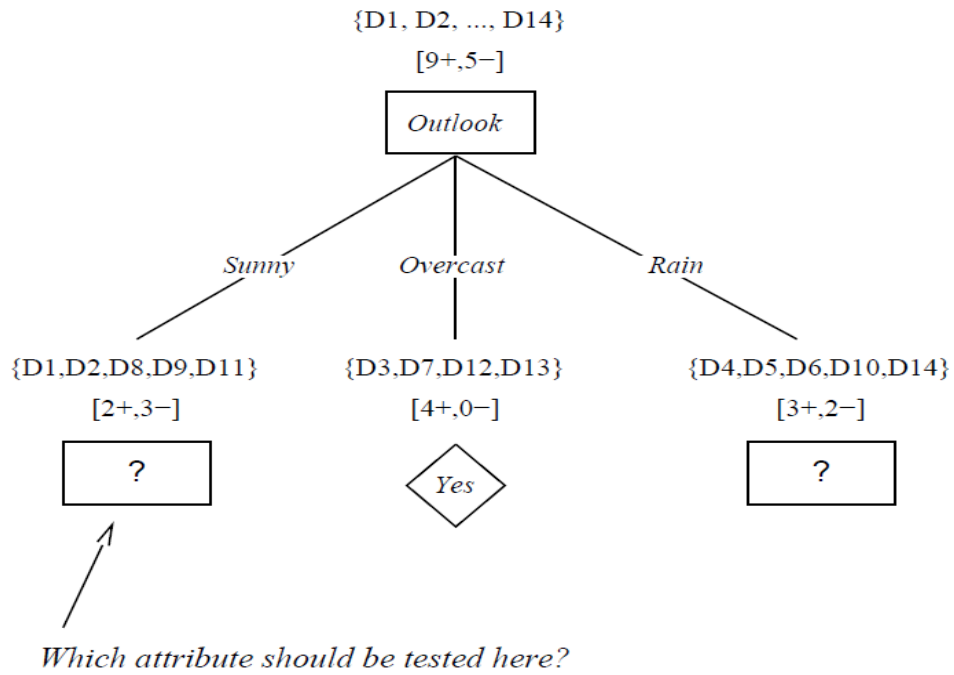 {D1, D2, ..., D14}
[9+,5−]
Outlook
Sunny
Overcast
Rain
{D1,D2,D8,D9,D11}
{D3,D7,D12,D13}
{D4,D5,D6,D10,D14}
[2+,3−]
[4+,0−]
[3+,2−]
?
Yes
?
Which attribute should be tested here?